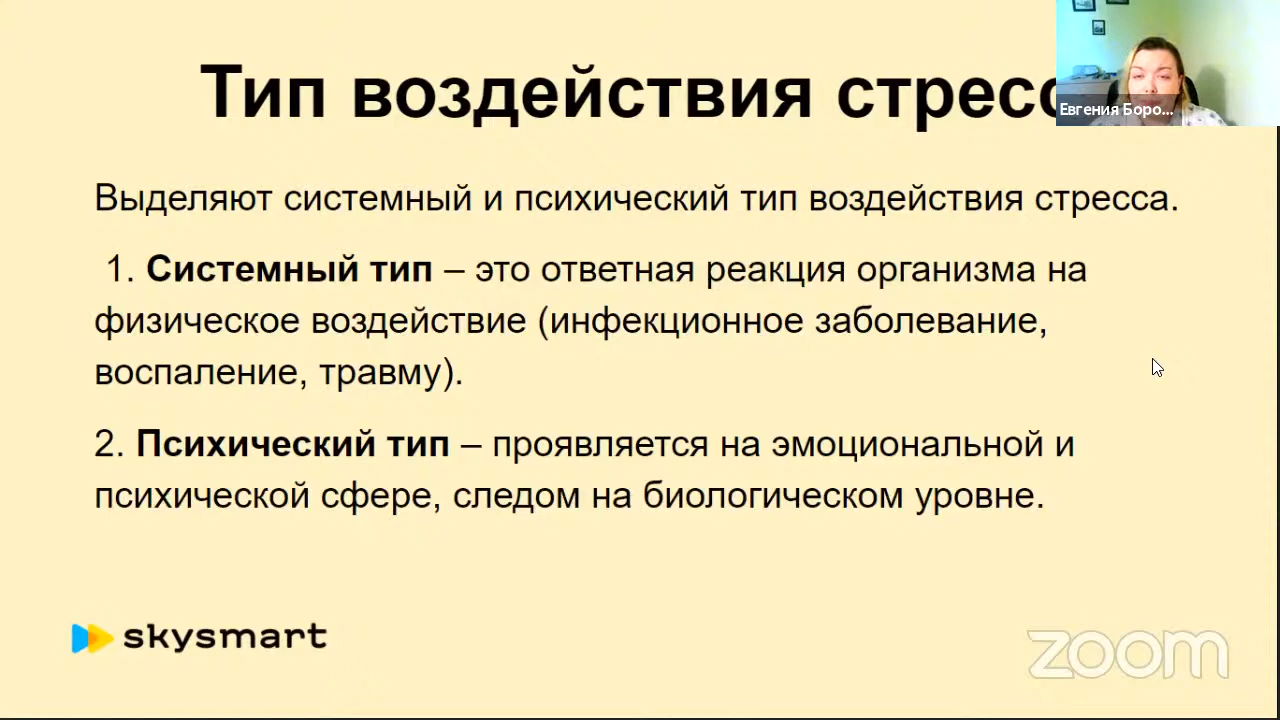 Тип воздействия стресс
Евгения Боро...
Выделяют системный и психический тип воздействия стресса.
1. Системный тип – это ответная реакция организма на
физическое воздействие (инфекционное заболевание,
воспаление, травму).
2. Психический тип – проявляется на эмоциональной и
психической сфере, следом на биологическом уровне.
skysmart
zoom